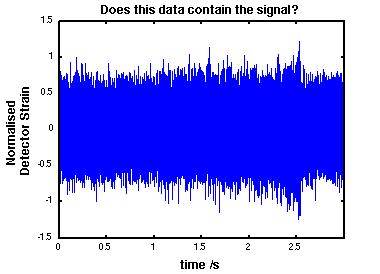 Does this data contain the signal?
1.5
1
0.5
0
-0.5
-1
-1.5
Normalised
Detector Strain
0 0.5 1 1.5 2 2.5
time /s